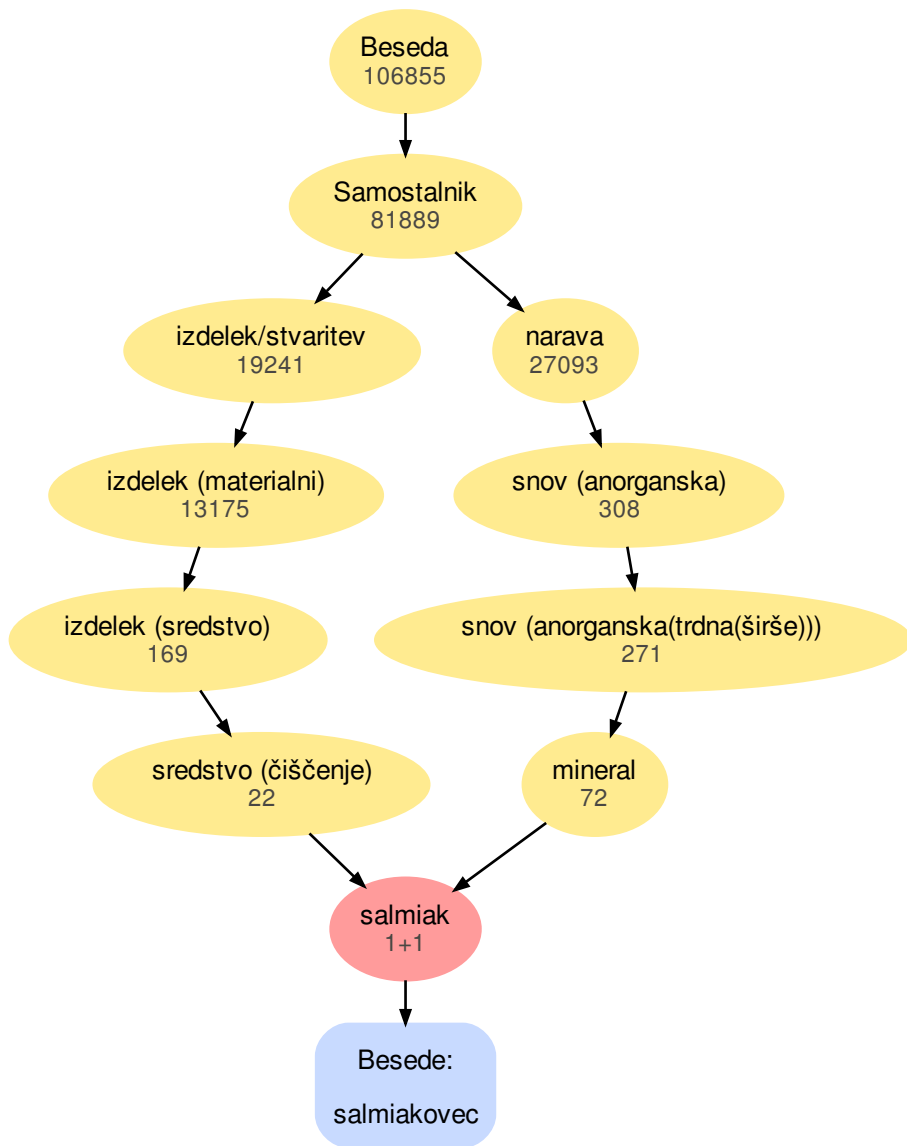 Beseda
106855
Samostalnik
81889
izdelek/stvaritev
19241
narava
27093
izdelek (materialni)
13175
snov (anorganska)
308
izdelek (sredstvo)
169
snov (anorganska(trdna(širše)))
271
sredstvo (čiščenje)
22
mineral
72
salmiak
1+1
Besede:
salmiakovec